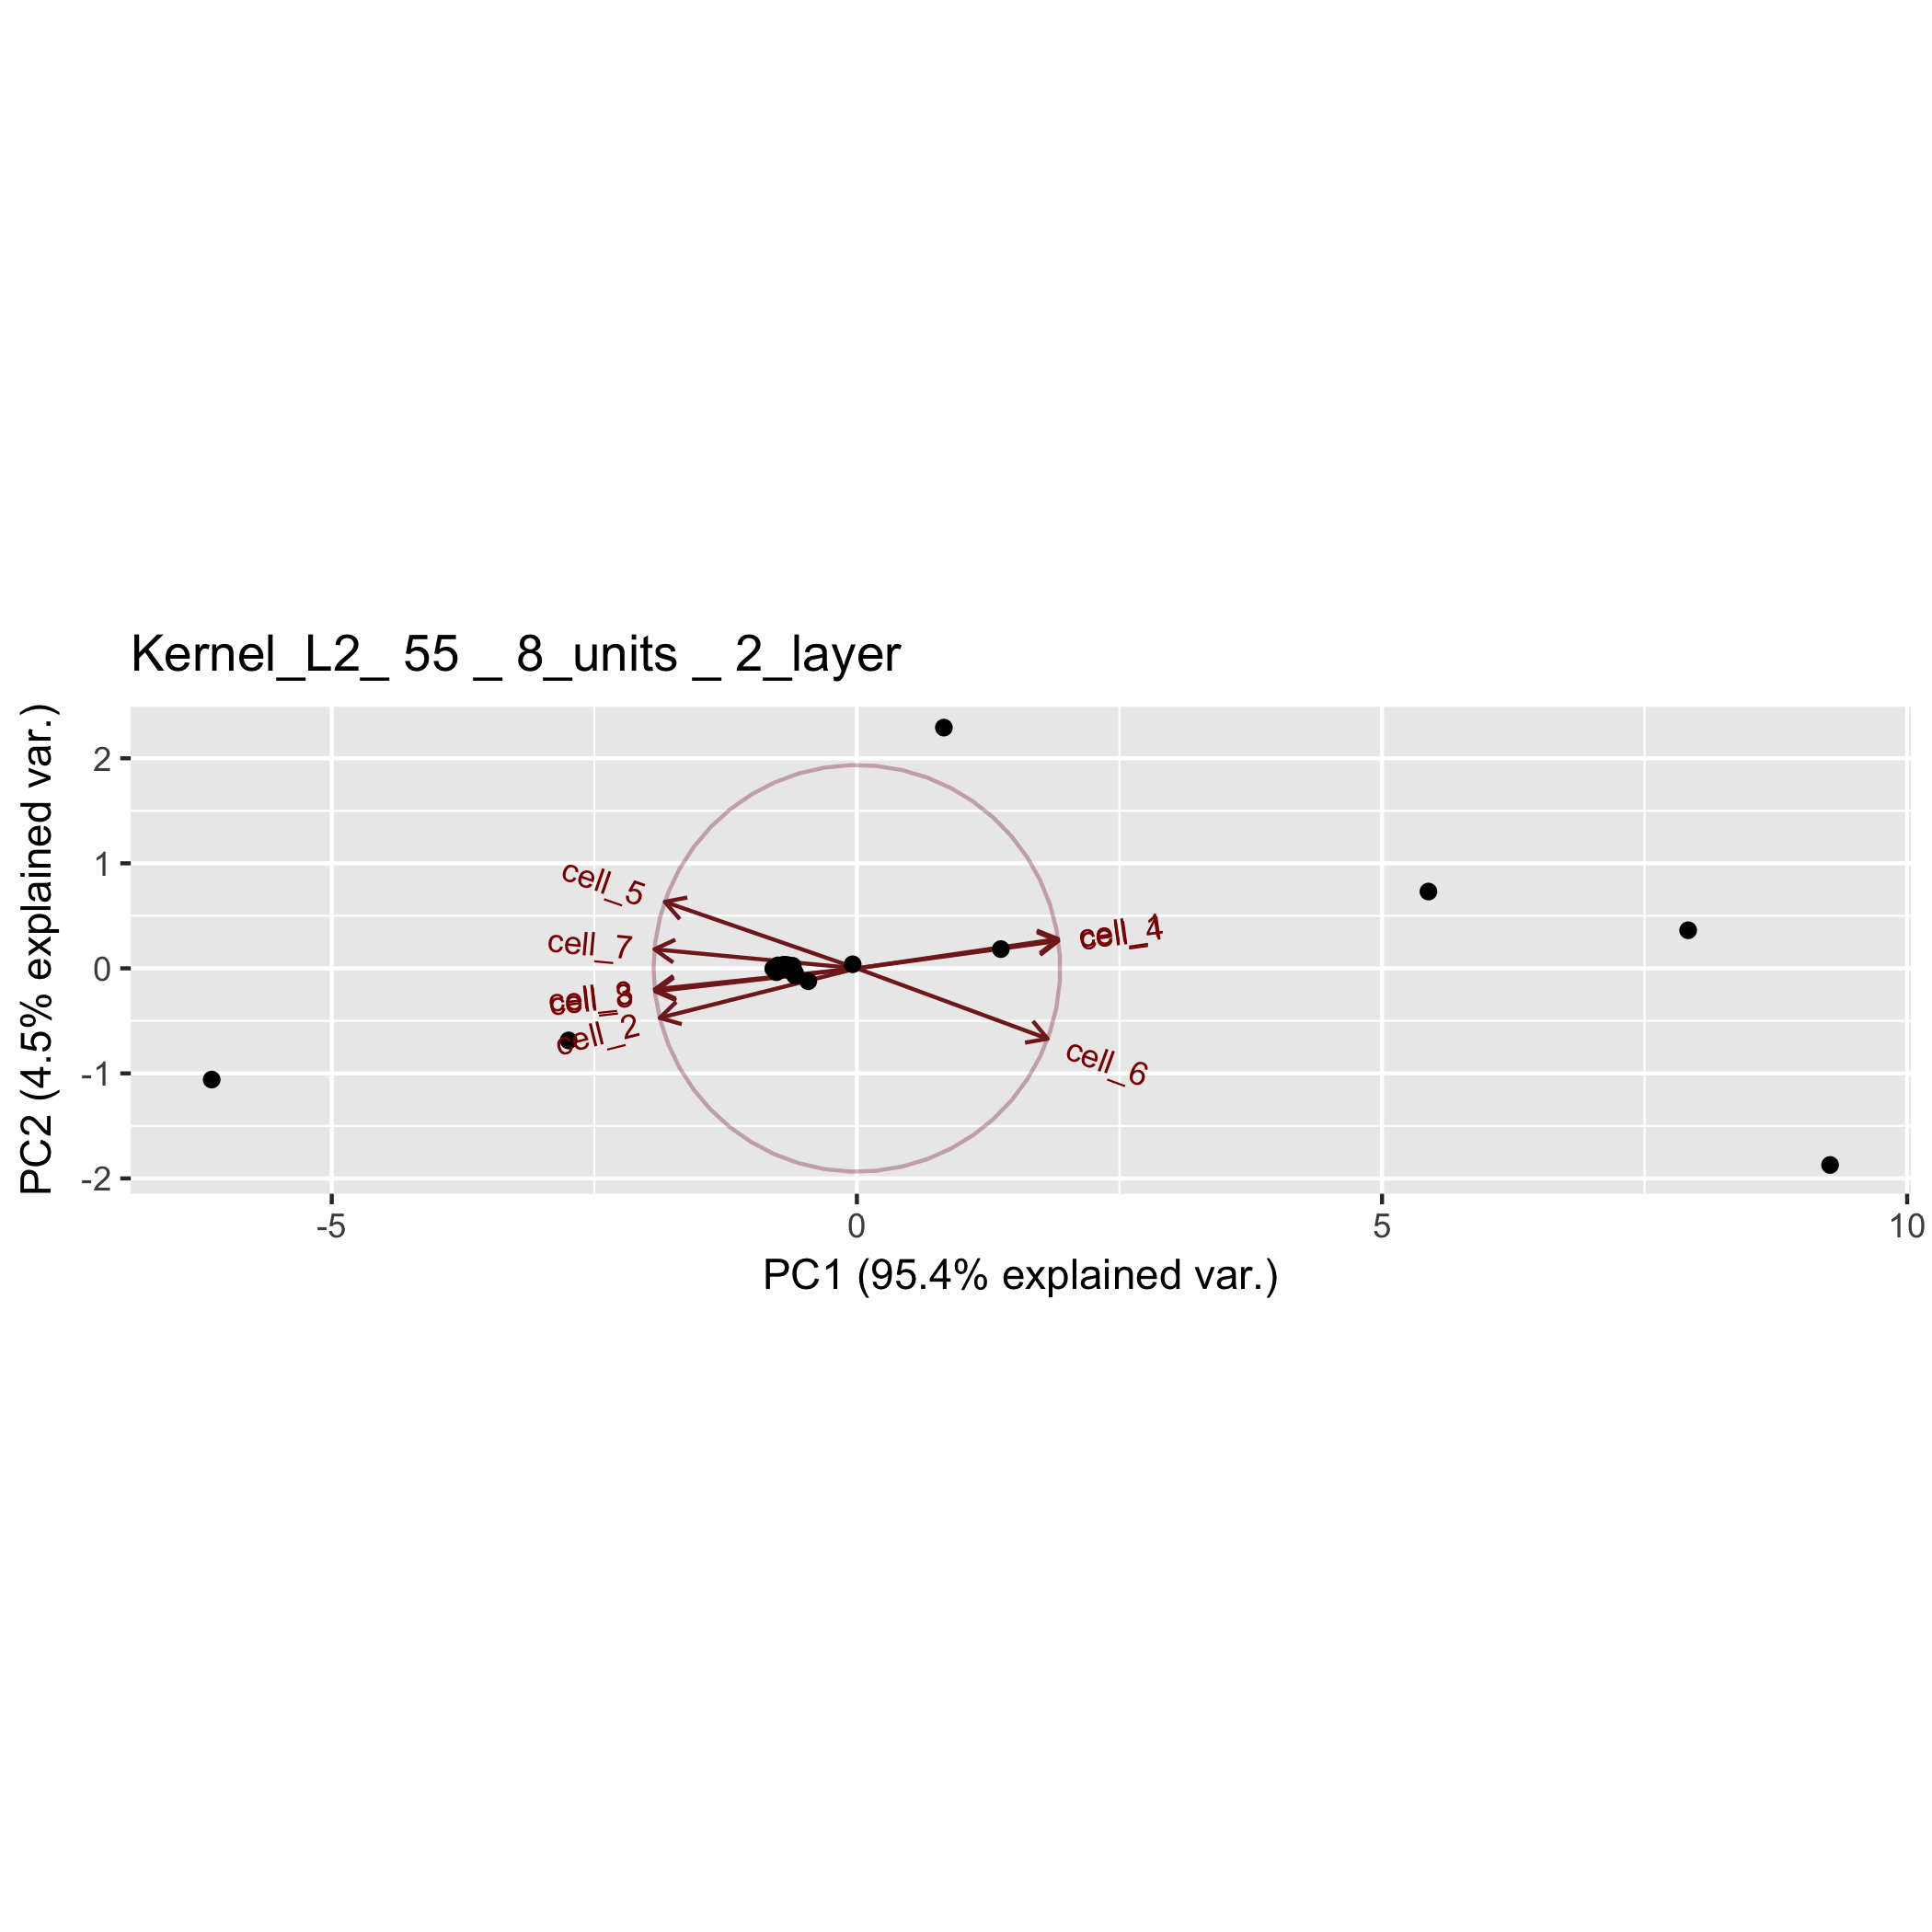 Kernel_L2_ 55 _ 8_units _ 2_layer
PC2 (4.5% explained var.)
2
1
0
-1
-2
cell_5
cell_7
cell_8
cell_2
cell_4
cell_6
-5
0
5
10
PC1 (95.4% explained var.)